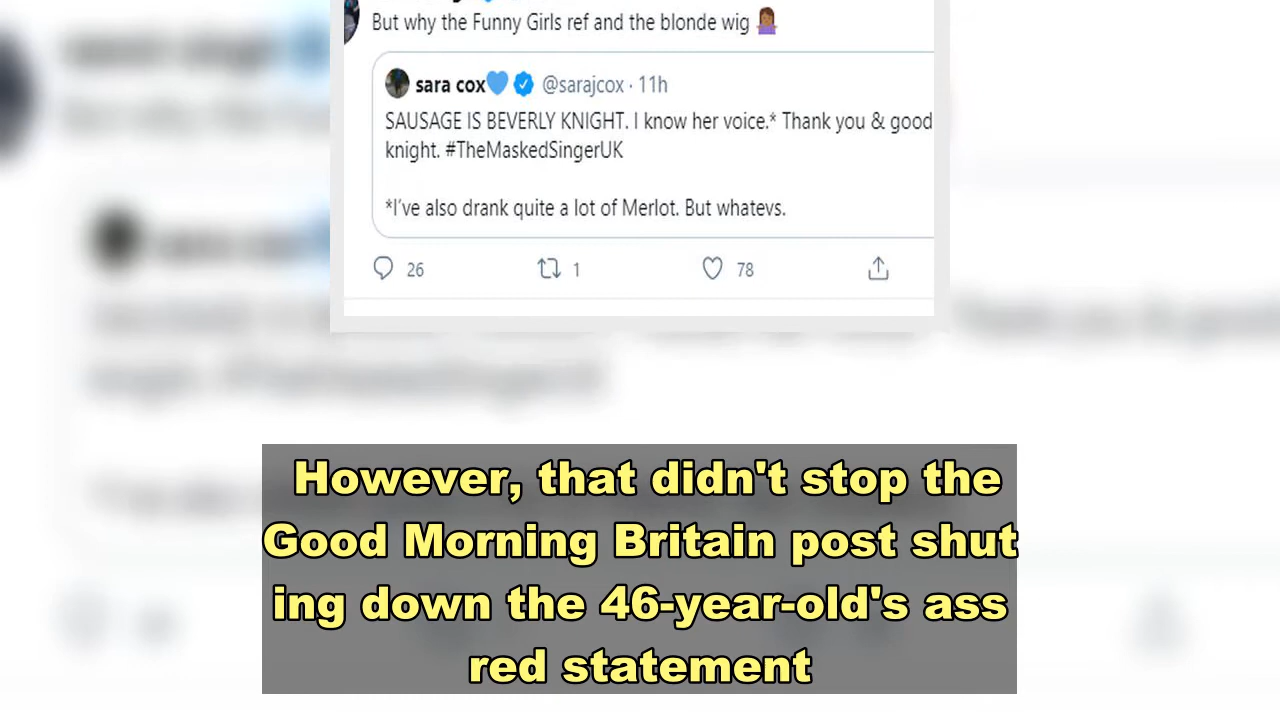 But why the Funny Girls ref and the blonde wig 🤷🏾‍♀️
sara cox💙 @sarajcox · 11h
SAUSAGE IS BEVERLY KNIGHT. I know her voice.* Thank you & good
knight. #TheMaskedSingerUK
*I've also drank quite a lot of Merlot. But whatevs.
26 1 78
However, that didn't stop the
Good Morning Britain post shut
ing down the 46-year-old's ass
red statement